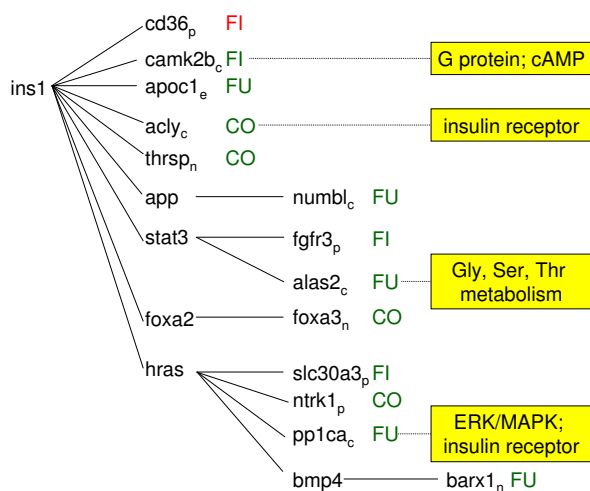 cd36p FI
camk2bc FI G protein; cAMP
ins1 apoc1e FU
aclyc CO insulin receptor
thrspn CO
app numblc FU
stat3 fgfr3p FI
alas2c FU Gly, Ser, Thr
metabolism
foxa2 foxa3n CO
hras slc30a3p FI
ntrk1p CO
pp1cac FU ERK/MAPK;
insulin receptor
bmp4 barx1n FU